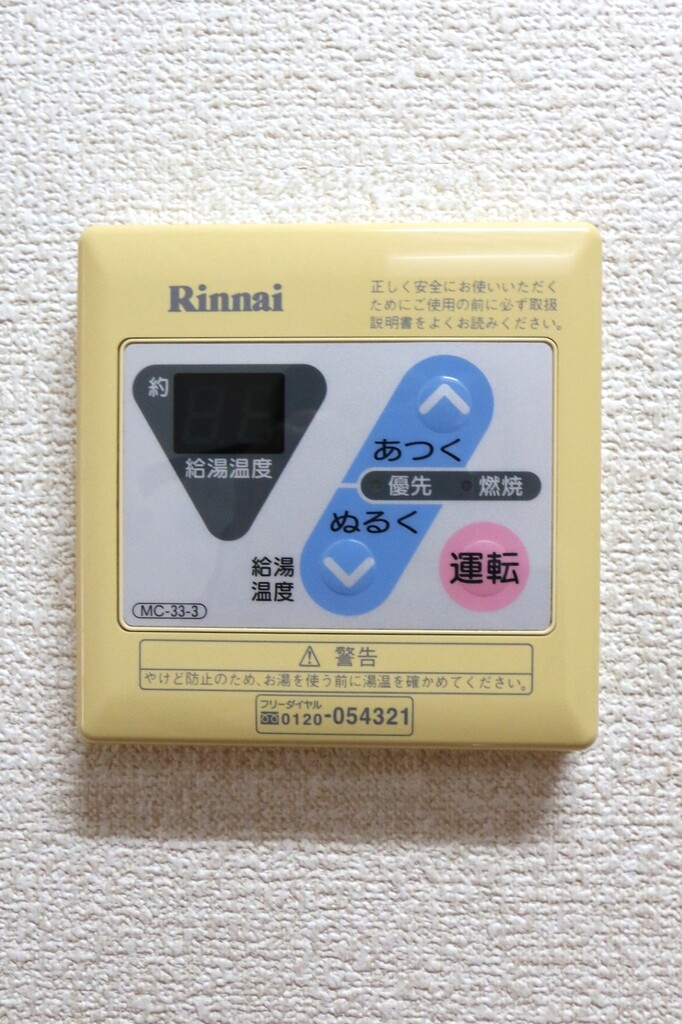 Rinnai
正しく安全にお使いいただく
ためにご使用の前に必ず取扱
説明書をよくお読みください。
約
給湯温度
あつく
優先 燃焼
ぬるく
給湯
温度
運転
MC-33-3
⚠ 警告
やけど防止のため、お湯を使う前に湯温を確かめてください。
フリーダイヤル
0120-054321